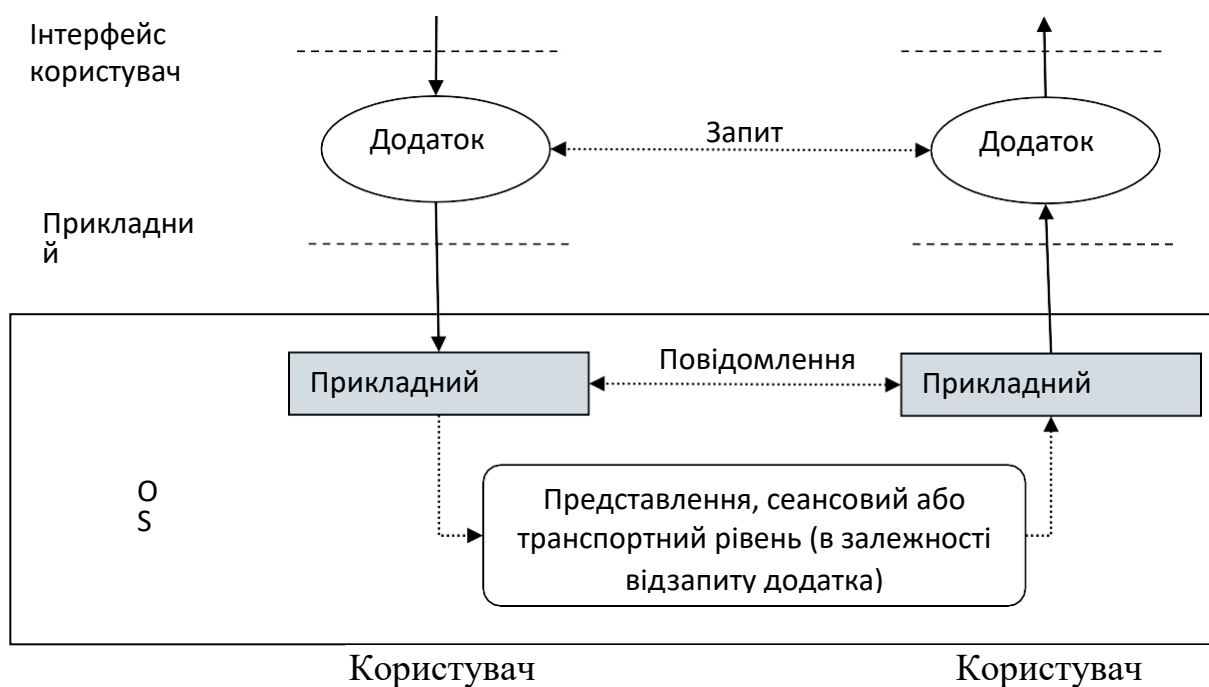 Інтерфейс
користувач
Додаток
Запит
Додаток
Прикладни
й
Прикладний
Повідомлення
Прикладний
O
S
Представлення, сеансовий або
транспортний рівень (в залежності
відзапиту додатка)
Користувач
Користувач